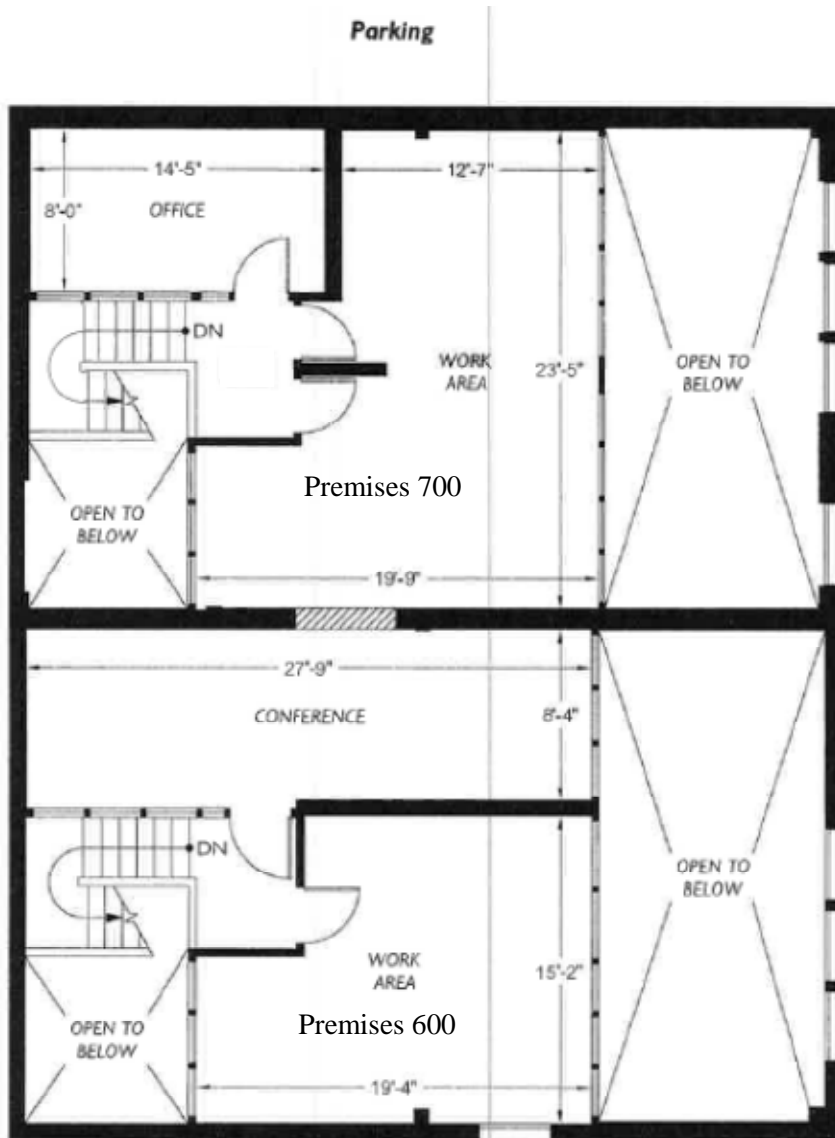 Parking
14'-5"
12'-7"
8'-0"
OFFICE
DN
WORK
AREA
23'-5"
OPEN TO
BELOW
Premises 700
OPEN TO
BELOW
19'-9"
27'-9"
CONFERENCE
8'-4"
DN
OPEN TO
BELOW
WORK
AREA
15'-2"
Premises 600
OPEN TO
BELOW
19'-4"